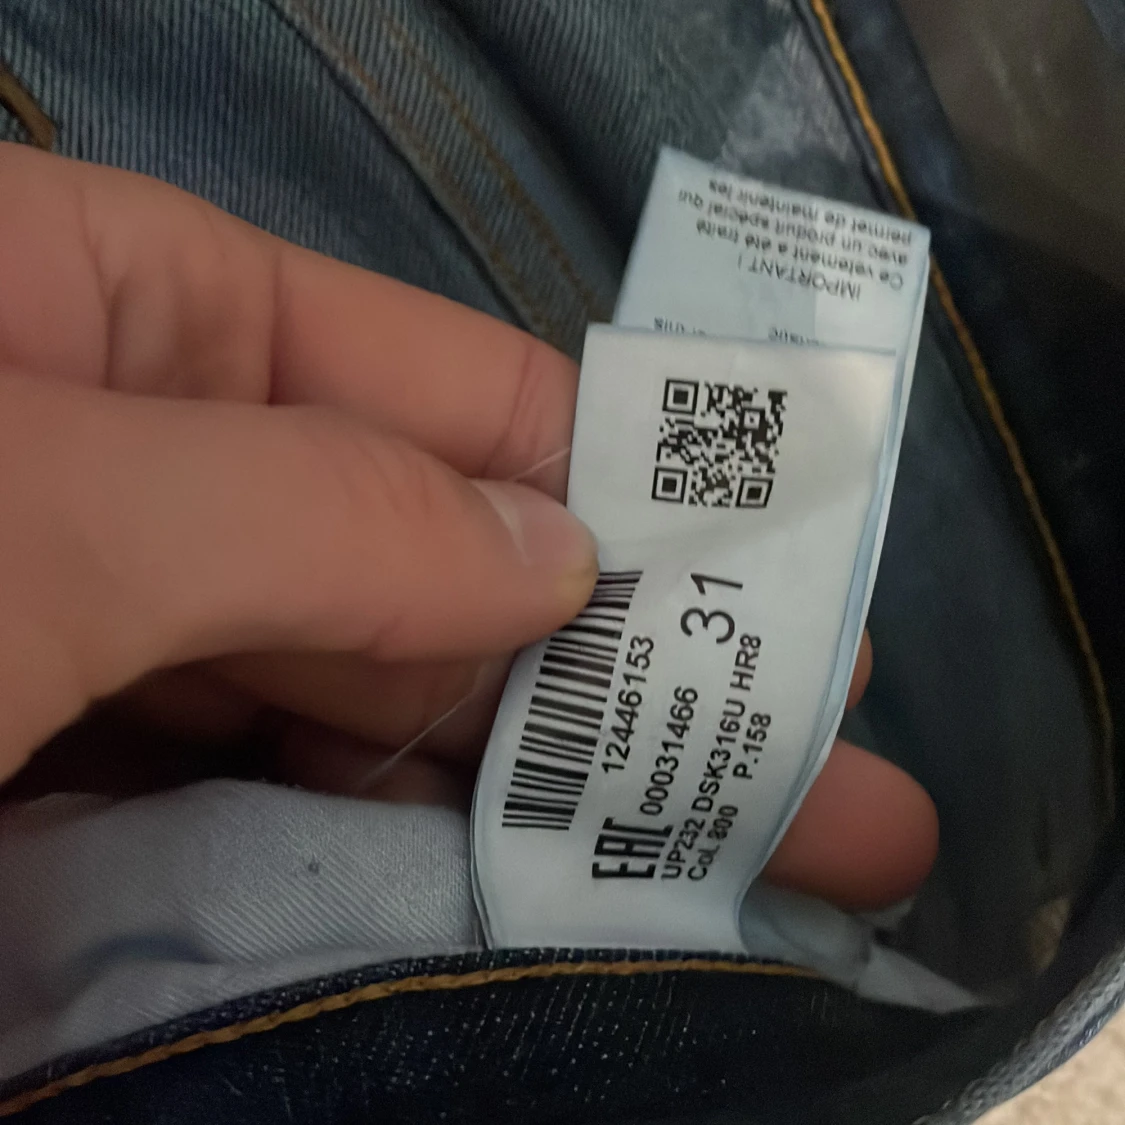 IMPORTANT !
Ce vetement a été traité
avec un produit spécial qui
permet de maintenir les
31
12446153
00031466
EAC
UP232 DSK316U HR8
Col. 800 P.158